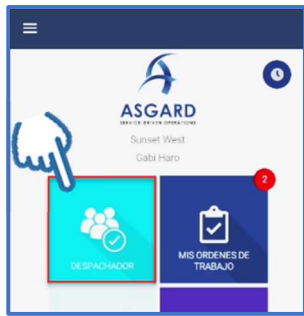 ASGARD
SERVICE DRIVEN OPERATIONS
Sunset West
Gabi Haro
2
DESPACHADOR
MIS ORDENES DE
TRABAJO